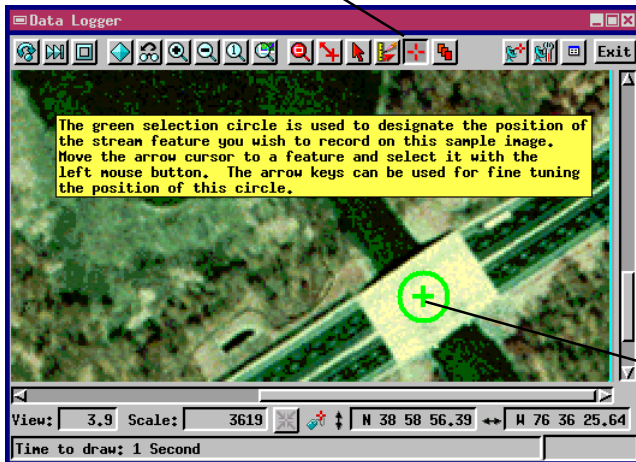 Data Logger
1
Exit
The green selection circle is used to designate the position of
the stream feature you wish to record on this sample image.
Move the arrow cursor to a feature and select it with the
left mouse button.  The arrow keys can be used for fine tuning
the position of this circle.
View: 3.9 Scale: 3619 N 38 58 56.39 W 76 36 25.64
Time to draw: 1 Second